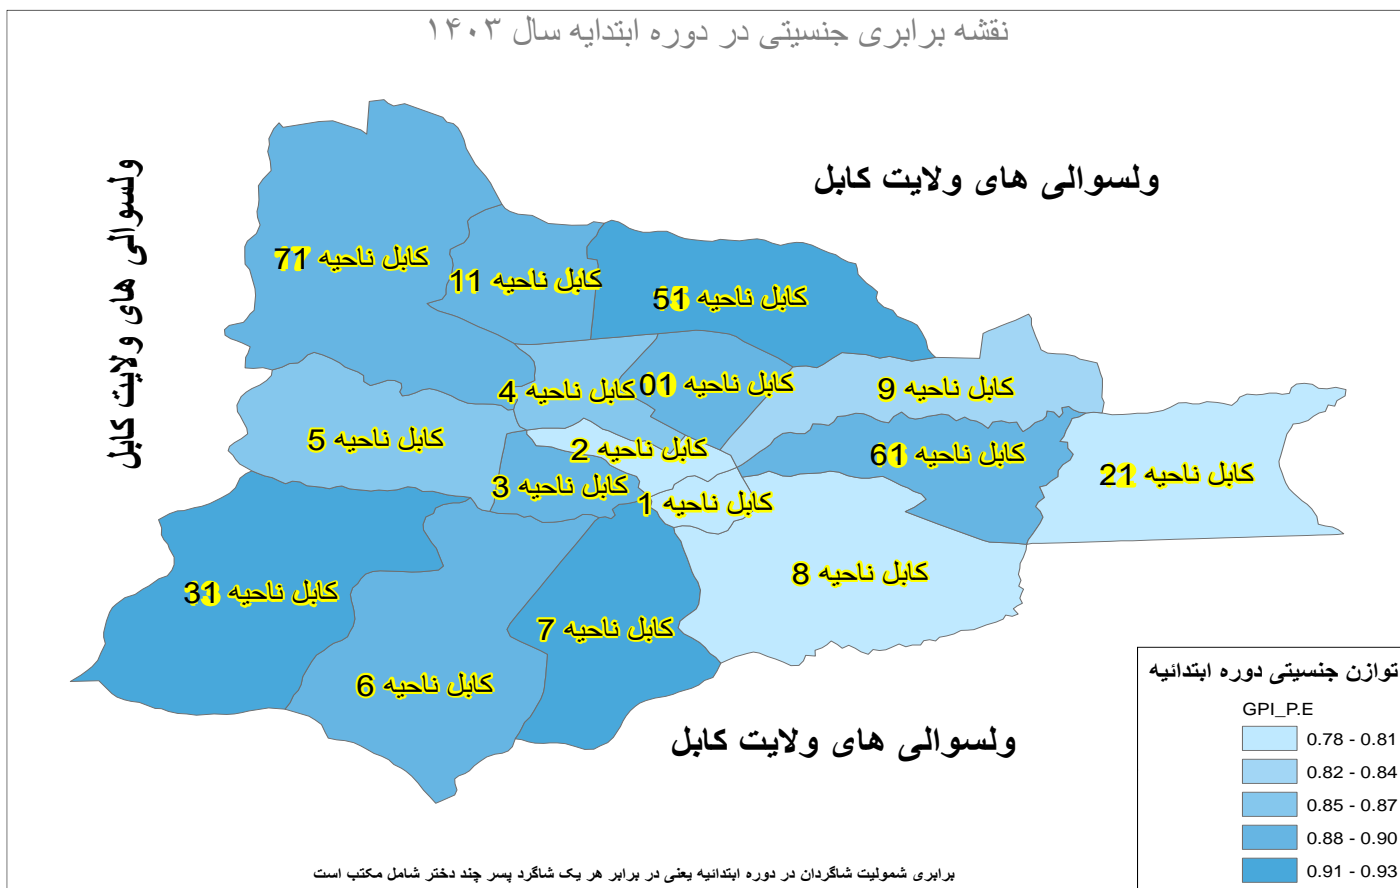 نقشه برابری جنسیتی در دوره ابتدایه سال ۱۴۰۳
ولسوالی های ولایت کابل
ولسوالی های ولایت کابل
کابل ناحیه 71
کابل ناحیه 11
کابل ناحیه 51
کابل ناحیه 4
کابل ناحیه 01
کابل ناحیه 9
کابل ناحیه 5
کابل ناحیه 2
کابل ناحیه 61
کابل ناحیه 21
کابل ناحیه 3
کابل ناحیه 1
کابل ناحیه 8
کابل ناحیه 31
کابل ناحیه 7
کابل ناحیه 6
ولسوالی های ولایت کابل
توازن جنسیتی دوره ابتدائیه
GPI_P.E
0.78 - 0.81
0.82 - 0.84
0.85 - 0.87
0.88 - 0.90
0.91 - 0.93
برابری شمولیت شاگردان در دوره ابتدائیه یعنی در برابر هر یک شاگرد پسر چند دختر شامل مکتب است